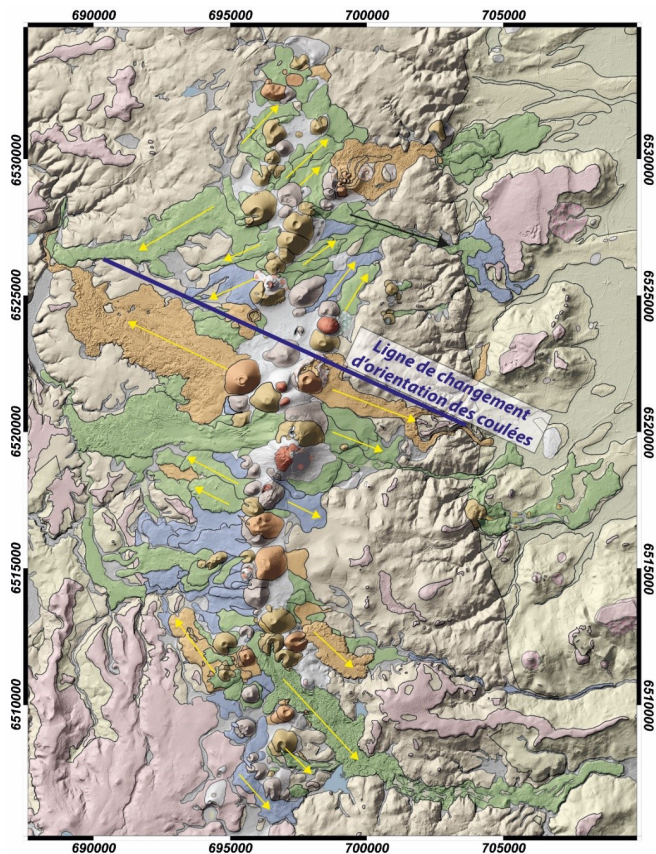 690000 695000 700000 705000
6530000 6530000
6525000 6525000
Ligne de changement
d'orientation des coulées
6520000 6520000
6515000 6515000
6510000 6510000
690000 695000 700000 705000